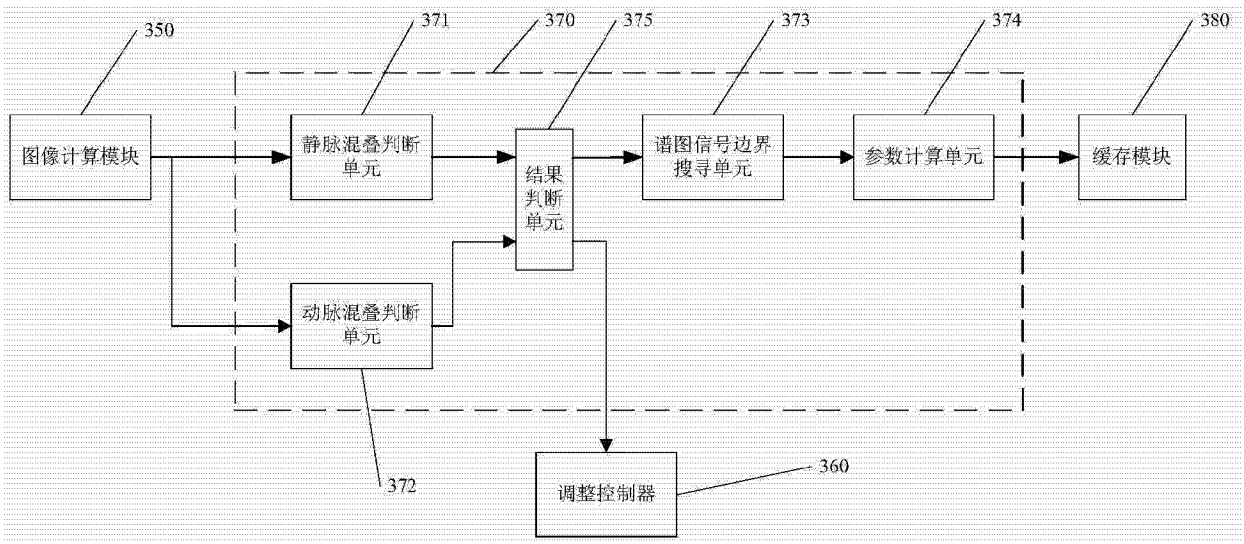 350
371
370
375
373
374
380
图像计算模块
静脉混叠判断
单元
结果
判断
单元
谱图信号边界
搜寻单元
参数计算单元
缓存模块
动脉混叠判断
单元
372
调整控制器
360